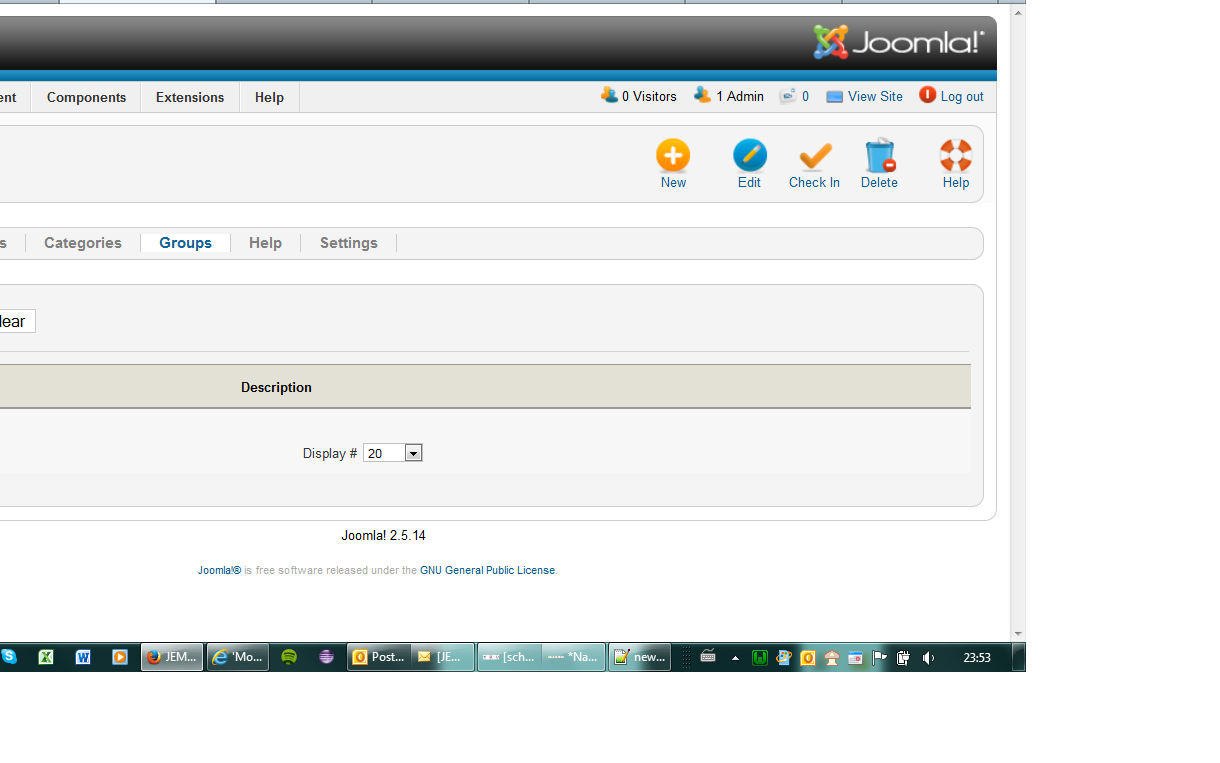 Joomla!
ent Components Extensions Help 0 Visitors 1 Admin 0 View Site Log out
New Edit Check In Delete Help
s Categories Groups Help Settings
lear
Description
Display # 20
Joomla! 2.5.14
Joomla!® is free software released under the GNU General Public License.
JEM... 'Mo... Post... [JE... [sch... *Na... new... 23:53